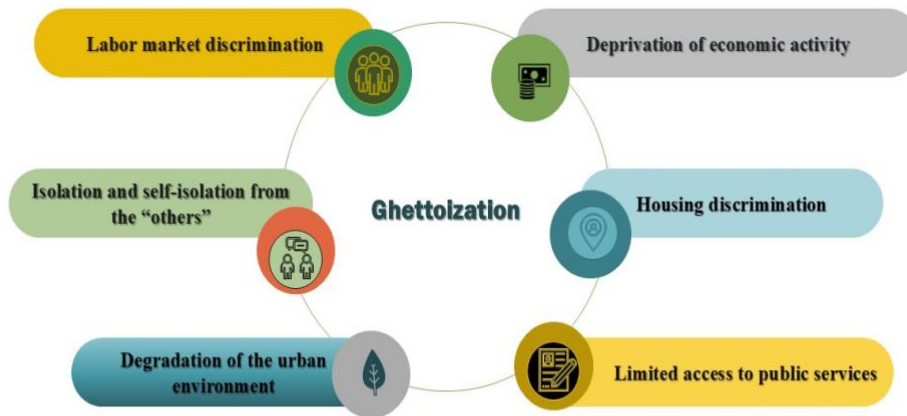 Labor market discrimination
Deprivation of economic activity
Isolation and self-isolation from
the “others”
Ghettoization
Housing discrimination
Degradation of the urban
environment
Limited access to public services